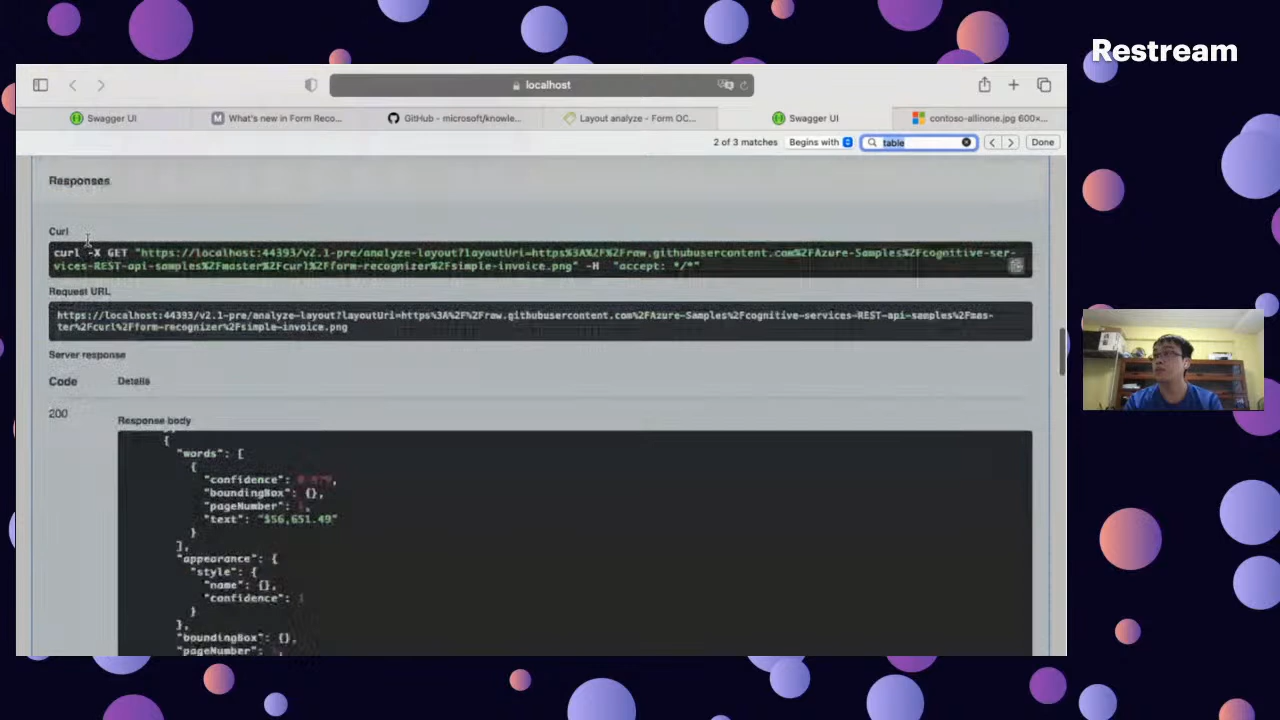 Restream
localhost
Swagger UI
What's new in Form Reco...
GitHub - microsoft/knowle...
Layout analyze - Form OC...
Swagger UI
contoso-allinone.jpg 600×...
2 of 3 matches
Begins with
table
Done
Responses
Curl
curl -X GET "https://localhost:44393/v2.1-pre/analyze-layout?layoutUri=https%3A%2F%2Fraw.githubusercontent.com%2FAzure-Samples%2Fcognitive-ser-
vices-REST-api-samples%2Fmaster%2Fcurl%2Fform-recognizer%2Fsimple-invoice.png" -H "accept: */*"
Request URL
https://localhost:44393/v2.1-pre/analyze-layout?layoutUri=https%3A%2F%2Fraw.githubusercontent.com%2FAzure-Samples%2Fcognitive-services-REST-api-samples%2Fmas-
ter%2Fcurl%2Fform-recognizer%2Fsimple-invoice.png
Server response
Code
Details
200
Response body
{
"words": [
{
"confidence":
"boundingBox": {},
"pageNumber":
"text": "$56,651.49"
}
],
"appearance": {
"style": {
"name": {},
"confidence": 1
}
},
"boundingBox": {},
"pageNumber":